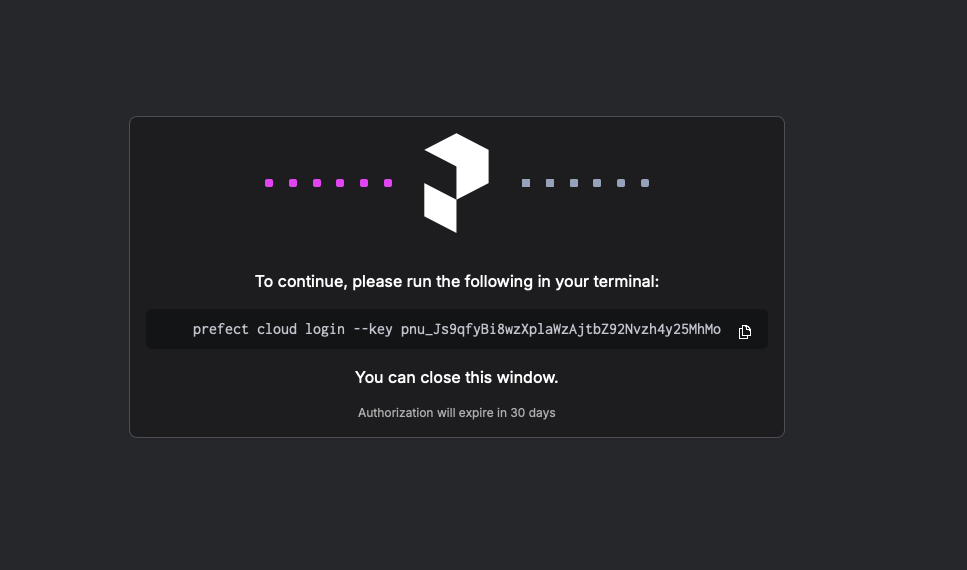 To continue, please run the following in your terminal:
prefect cloud login --key pnu_Js9qfyBi8wzXplaWzAjtbZ92Nvzh4y25MhMo
You can close this window.
Authorization will expire in 30 days